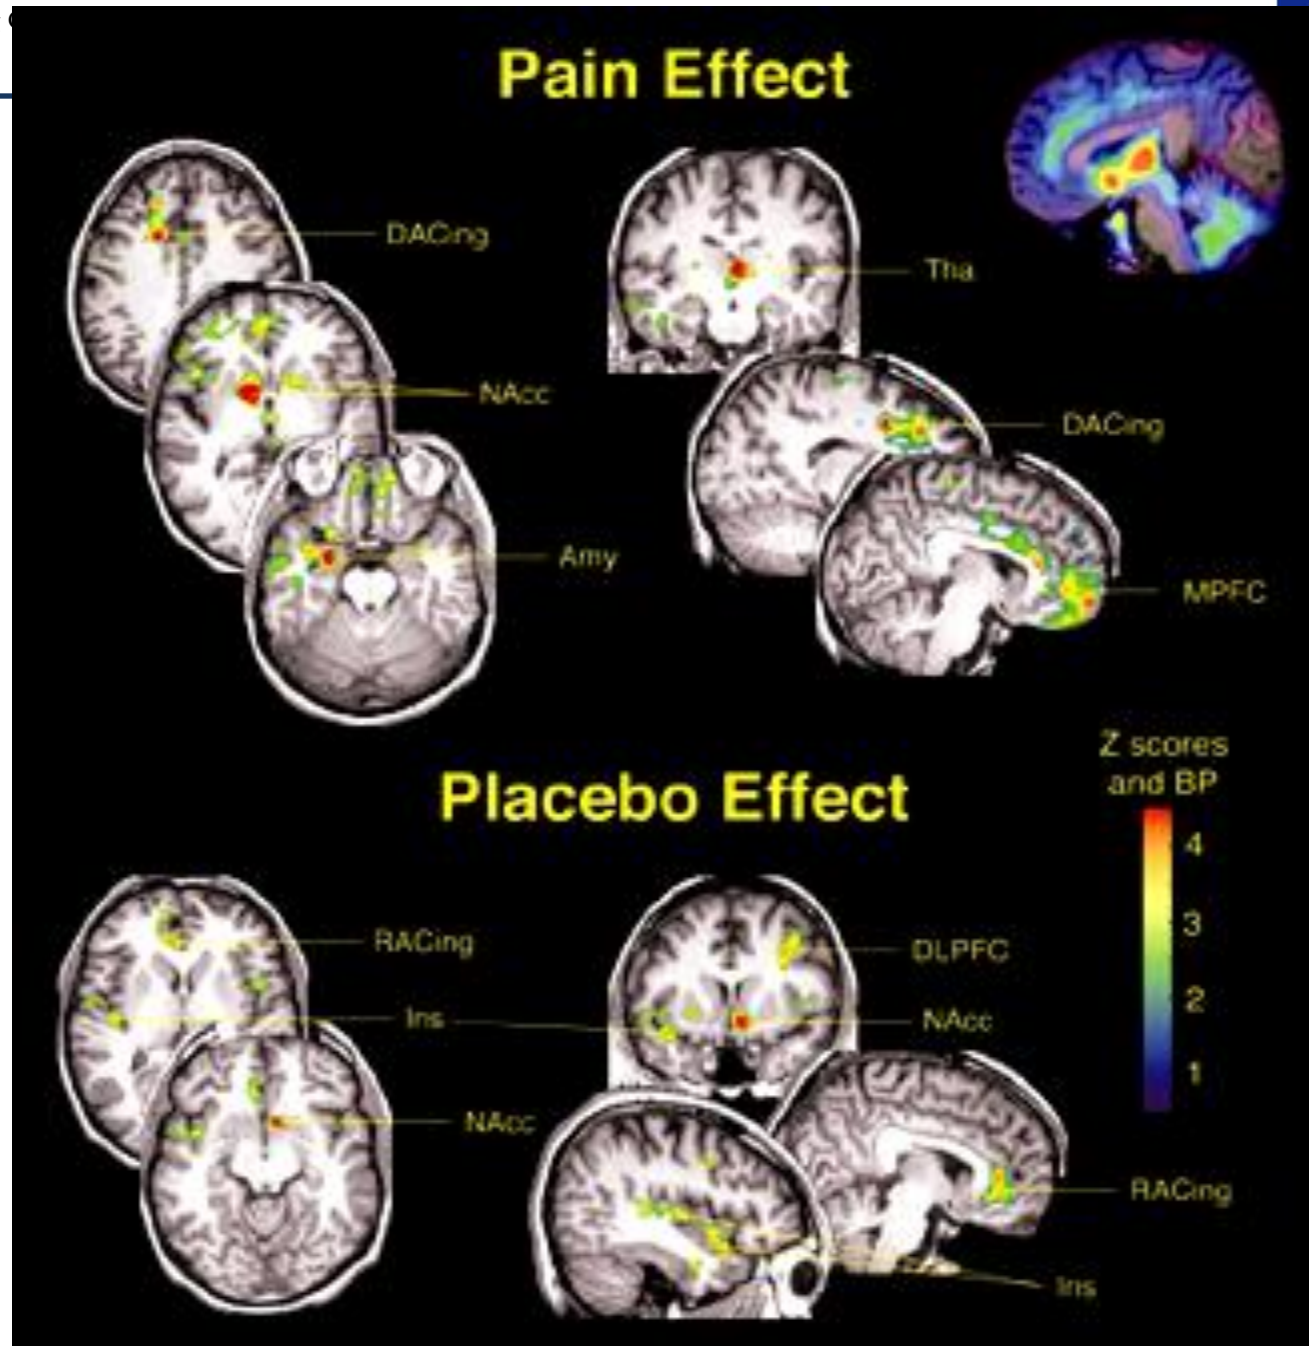 Pain Effect
DACing
Tha
NAcc
DACing
Amy
MPFC
Z scores
and BP
Placebo Effect
4
3
2
1
RACing
DLPFC
Ins
NAcc
NAcc
RACing
Ins